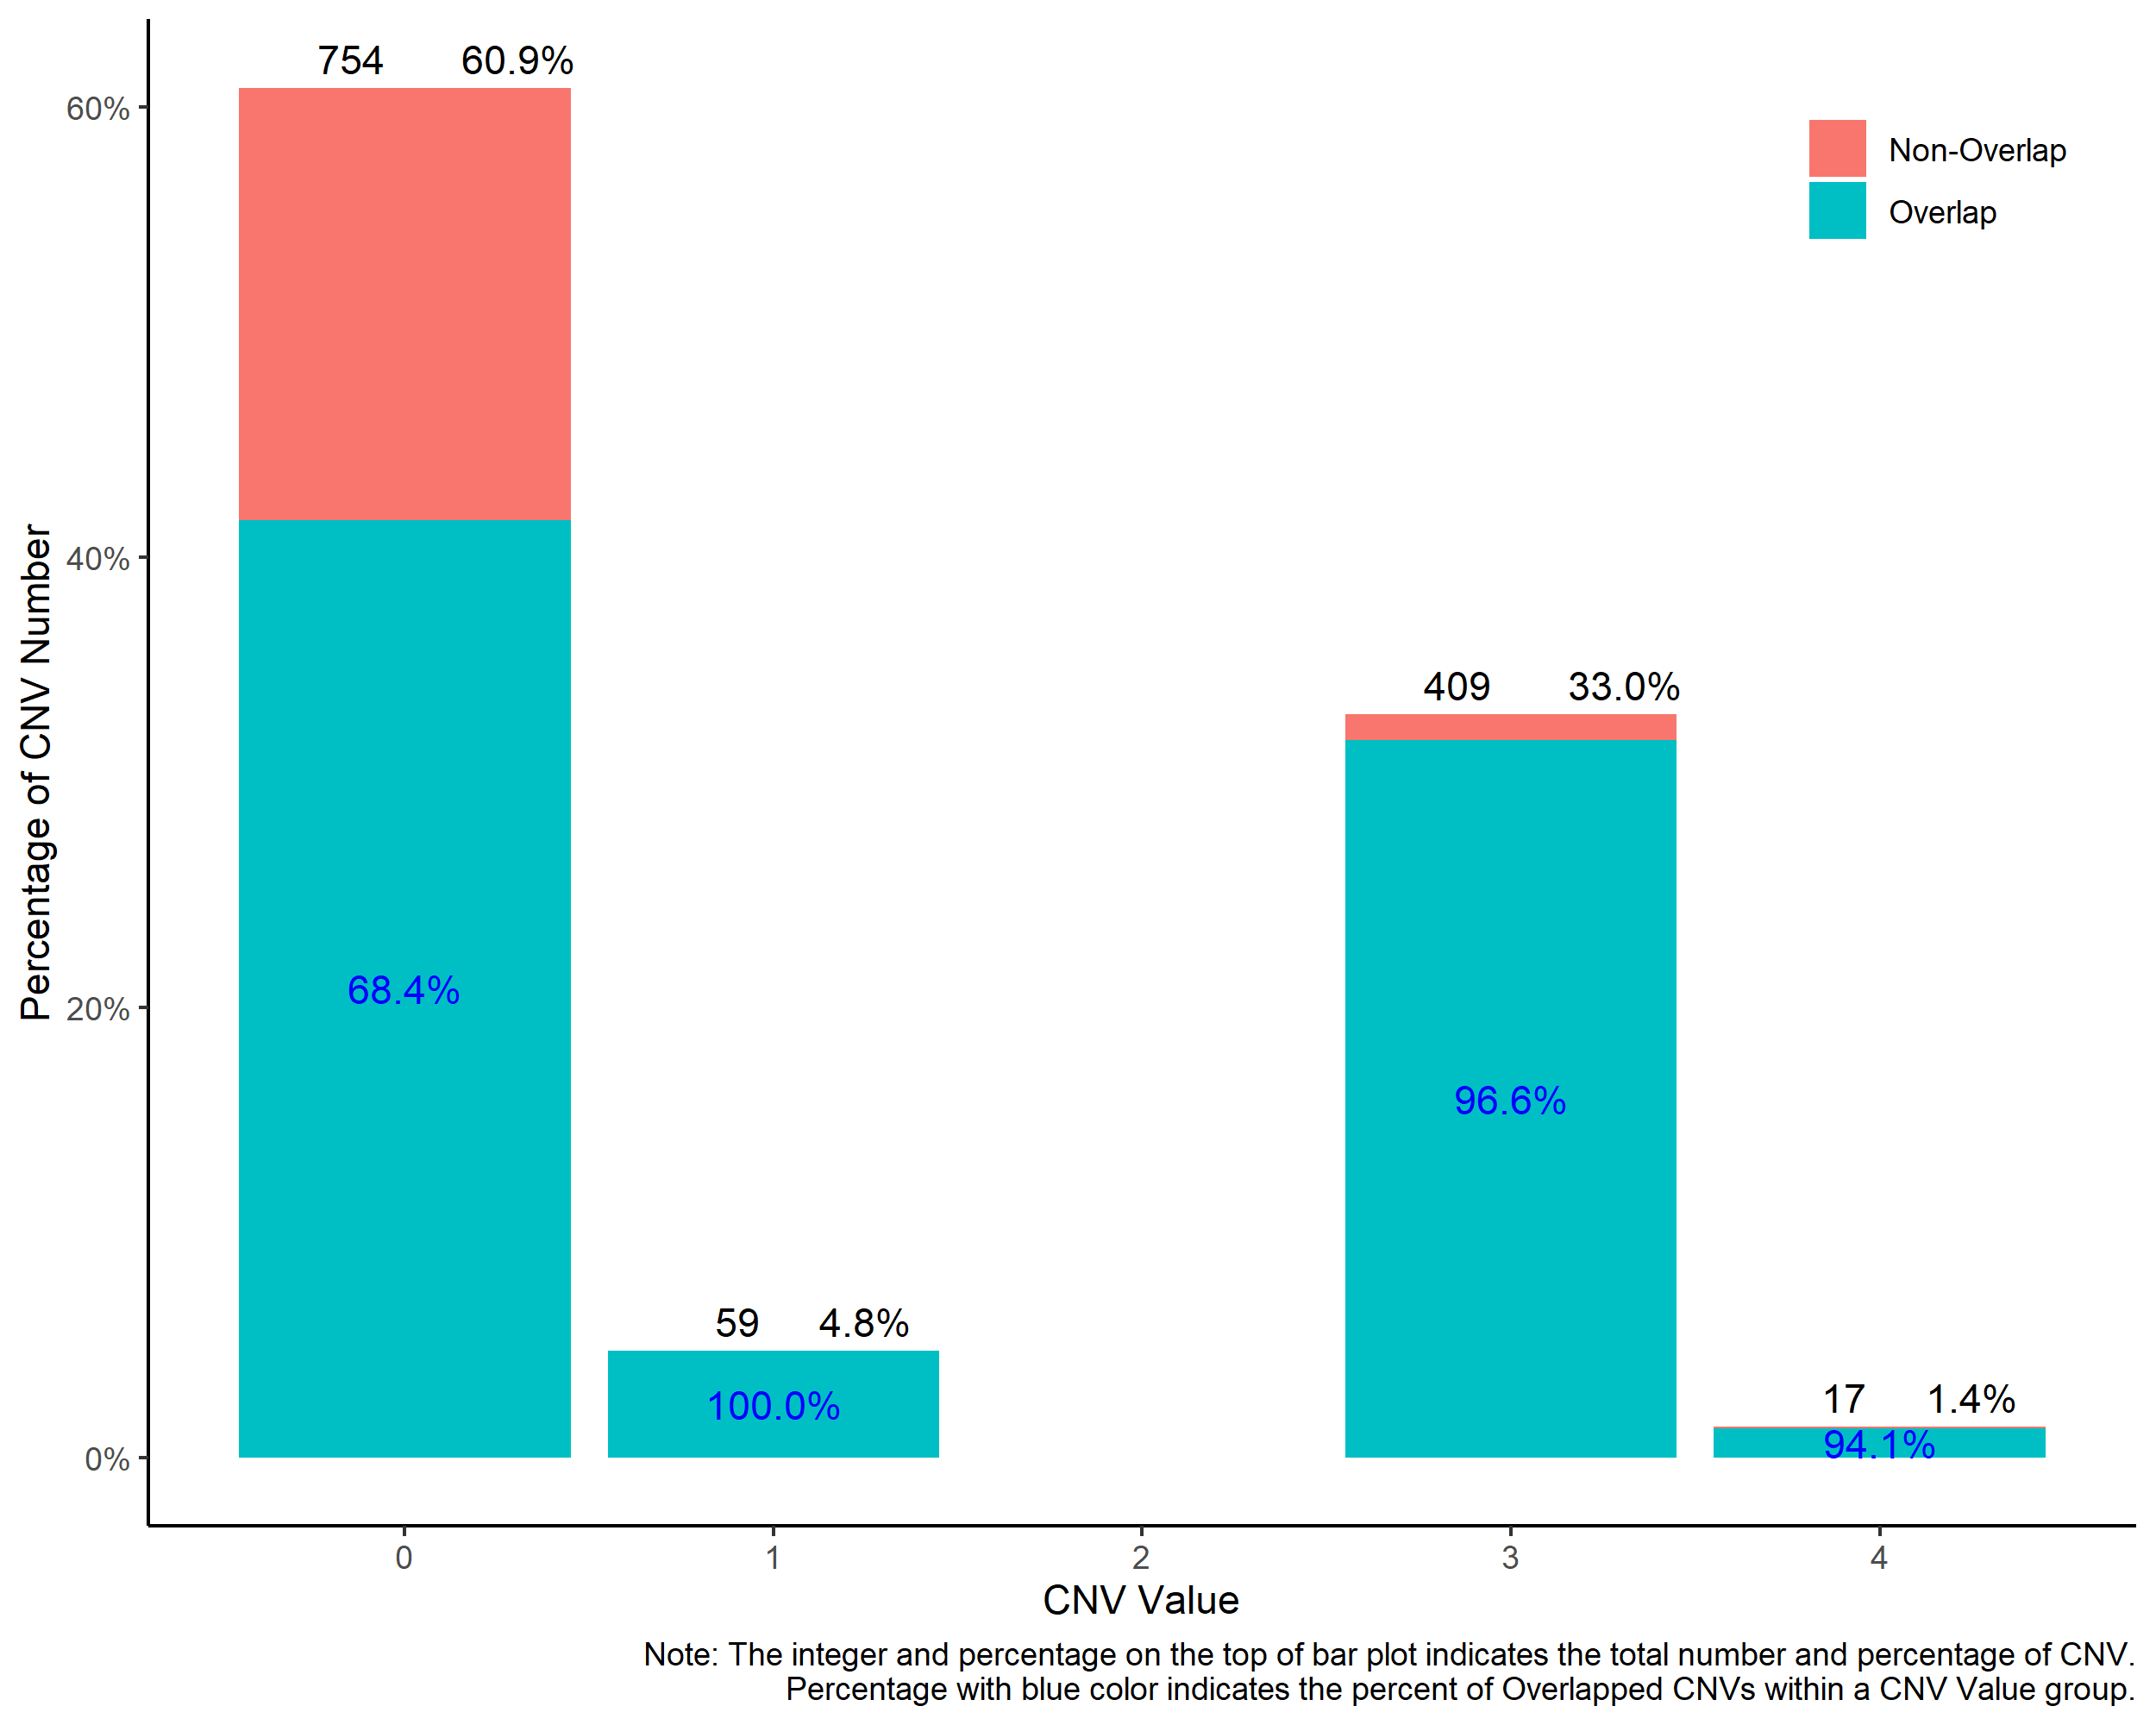 754 60.9%
60%
Non-Overlap
Overlap
40%
409 33.0%
Percentage of CNV Number
68.4%
20%
96.6%
59 4.8%
100.0%
17 1.4%
94.1%
0%
0 1 2 3 4
CNV Value
Note: The integer and percentage on the top of bar plot indicates the total number and percentage of CNV.
Percentage with blue color indicates the percent of Overlapped CNVs within a CNV Value group.